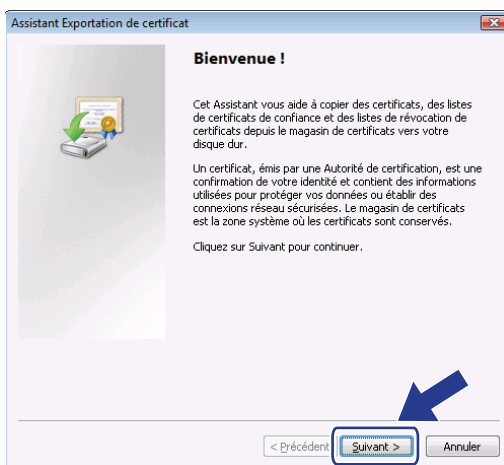 Assistant Exportation de certificat
Bienvenue !
Cet Assistant vous aide à copier des certificats, des listes
de certificats de confiance et des listes de révocation de
certificats depuis le magasin de certificats vers votre
disque dur.
Un certificat, émis par une Autorité de certification, est une
confirmation de votre identité et contient des informations
utilisées pour protéger vos données ou établir des
connexions réseau sécurisées. Le magasin de certificats
est la zone système où les certificats sont conservés.
Cliquez sur Suivant pour continuer.
< Précédent Suivant > Annuler